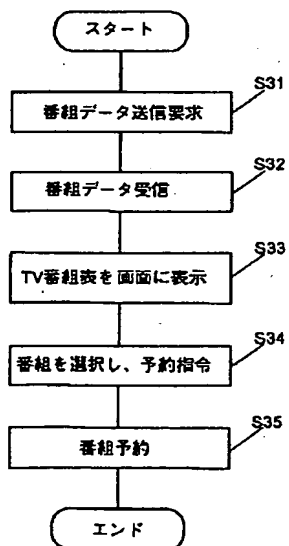 スタート
S31
番組データ送信要求
S32
番組データ受信
S33
TV番組表を画面に表示
S34
番組を選択し、予約指令
S35
番組予約
エンド